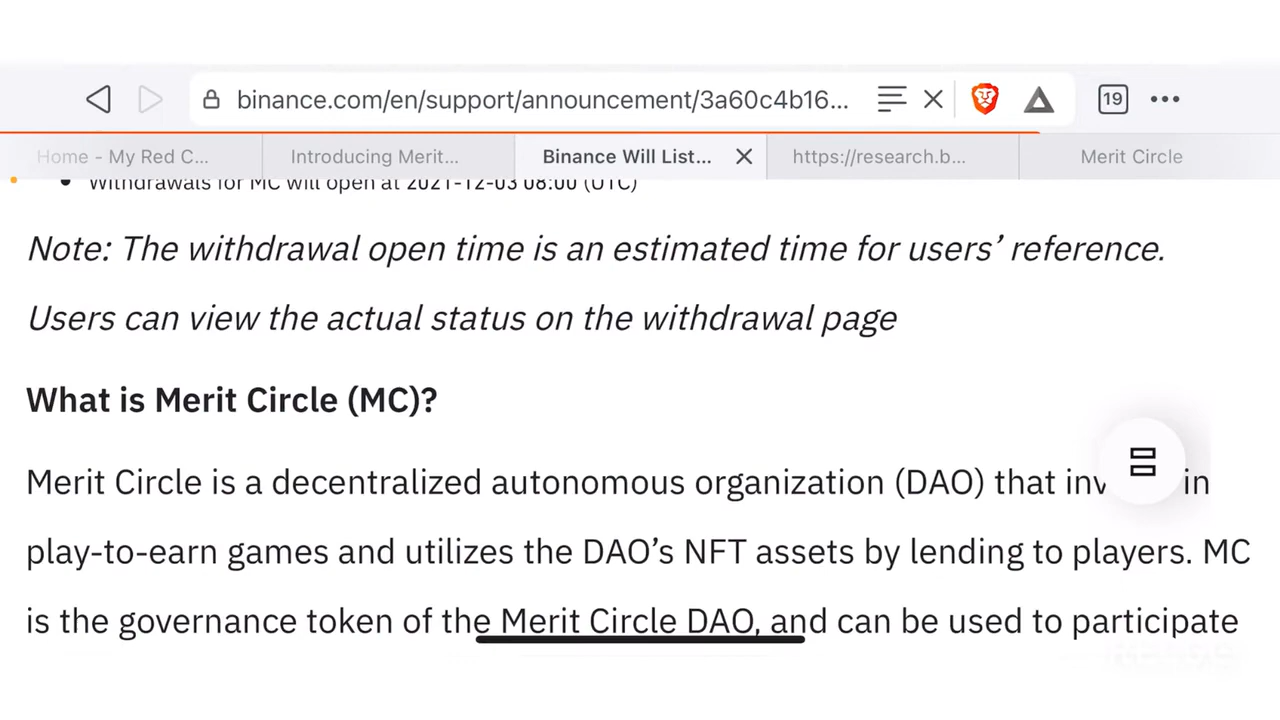 binance.com/en/support/announcement/3a60c4b16...
19
Home - My Red C...
Introducing Merit...
Binance Will List...
https://research.b...
Merit Circle
Withdrawals for MC will open at 2021-12-03 08:00 (UTC)
Note: The withdrawal open time is an estimated time for users’ reference.
Users can view the actual status on the withdrawal page
What is Merit Circle (MC)?
Merit Circle is a decentralized autonomous organization (DAO) that inv in
play-to-earn games and utilizes the DAO’s NFT assets by lending to players. MC
is the governance token of the Merit Circle DAO, and can be used to participate